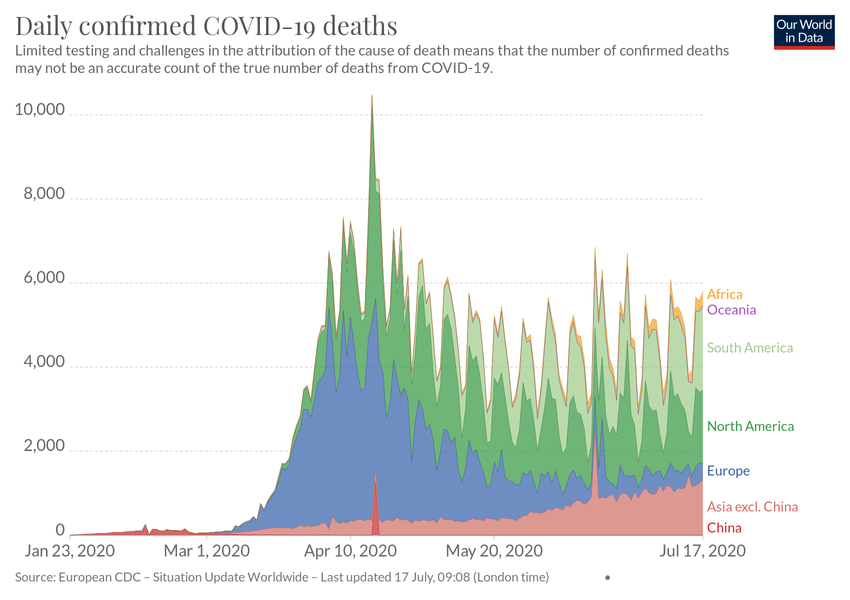 Daily confirmed COVID-19 deaths
Our World
in Data
Limited testing and challenges in the attribution of the cause of death means that the number of confirmed deaths
may not be an accurate count of the true number of deaths from COVID-19.
10,000
8,000
6,000
4,000
2,000
0
Africa
Oceania
South America
North America
Europe
Asia excl. China
China
Jan 23, 2020
Mar 1, 2020
Apr 10, 2020
May 20, 2020
Jul 17, 2020
Source: European CDC – Situation Update Worldwide – Last updated 17 July, 09:08 (London time)